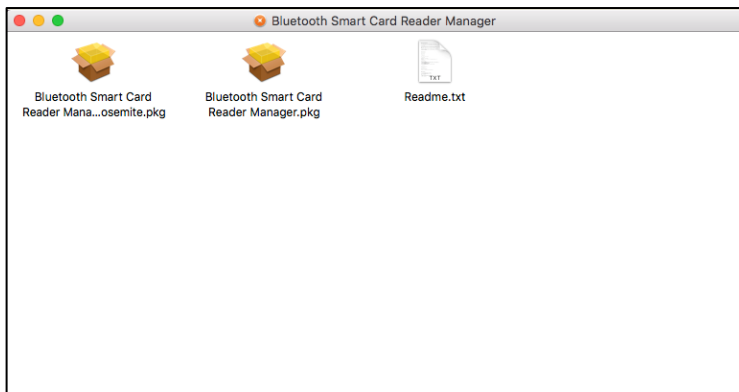 Bluetooth Smart Card Reader Manager
Bluetooth Smart Card
Reader Mana...osemite.pkg
Bluetooth Smart Card
Reader Manager.pkg
TXT
Readme.txt